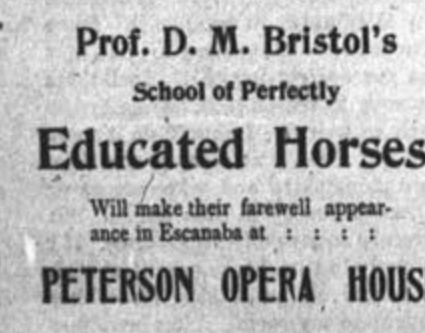 Prof. D. M. Bristol's
School of Perfectly
Educated Horses
Will make their farewell appear-
ance in Escanaba at : : : :
PETERSON OPERA HOUS